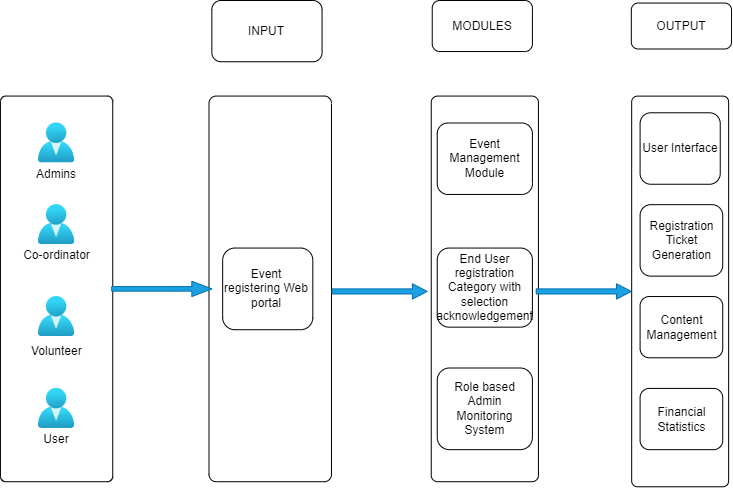 INPUT
MODULES
OUTPUT
Admins
Co-ordinator
Volunteer
User
Event
registering Web
portal
Event
Management
Module
End User
registration
Category with
selection
acknowledgement
Role based
Admin
Monitoring
System
User Interface
Registration
Ticket
Generation
Content
Management
Financial
Statistics